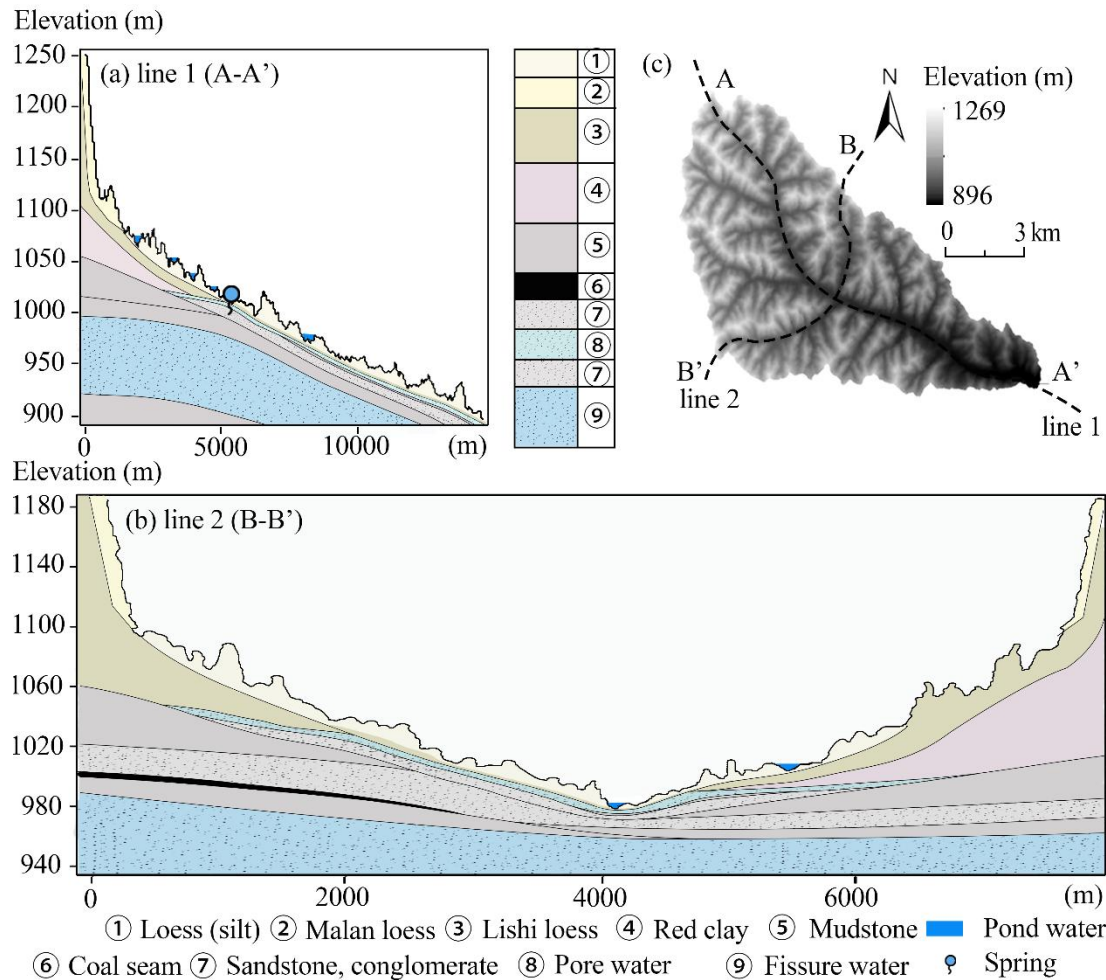 Elevation (m)
1250
1200
1150
1100
1050
1000
950
900
(a) line 1 (A-A’)
0
5000
10000
(m)
①
②
③
④
⑤
⑥
⑦
⑧
⑦
⑨
(c)
A
N
B
B’
line 2
A’
line 1
Elevation (m)
1269
896
0 3 km
Elevation (m)
1180
1140
1100
1060
1020
980
940
(b) line 2 (B-B’)
0
2000
4000
6000
(m)
① Loess (silt) ② Malan loess ③ Lishi loess ④ Red clay ⑤ Mudstone Pond water
⑥ Coal seam ⑦ Sandstone, conglomerate ⑧ Pore water ⑨ Fissure water Spring